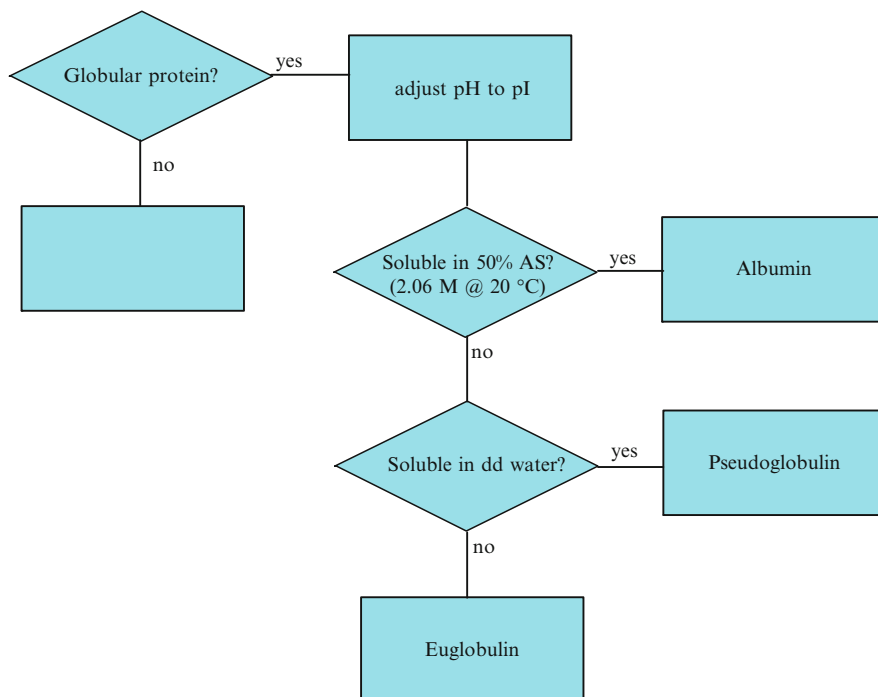 Globular protein?
yes
adjust pH to pI
no
Soluble in 50% AS?
(2.06 M @ 20 °C)
yes
Albumin
no
Soluble in dd water?
yes
Pseudoglobulin
no
Euglobulin